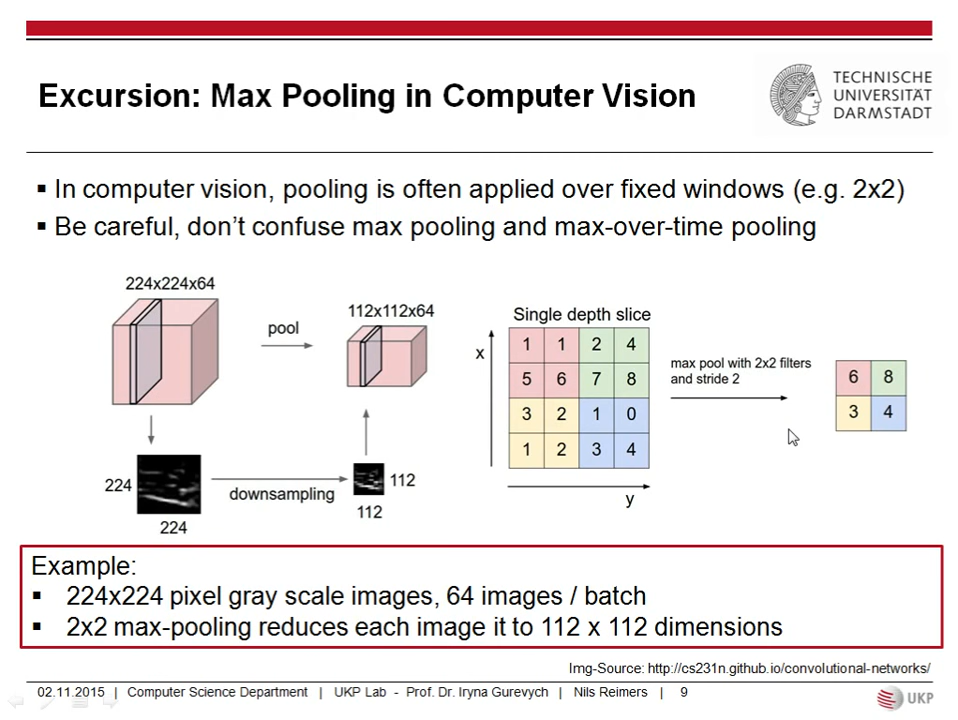 Excursion: Max Pooling in Computer Vision
TECHNISCHE
UNIVERSITÄT
DARMSTADT
▪ In computer vision, pooling is often applied over fixed windows (e.g. 2x2)
▪ Be careful, don't confuse max pooling and max-over-time pooling
224x224x64
pool
112x112x64
224
224
downsampling
112
112
Single depth slice
x
1 1 2 4
5 6 7 8
3 2 1 0
1 2 3 4
y
max pool with 2x2 filters
and stride 2
6 8
3 4
Example:
▪ 224x224 pixel gray scale images, 64 images / batch
▪ 2x2 max-pooling reduces each image it to 112 x 112 dimensions
Img-Source: http://cs231n.github.io/convolutional-networks/
02.11.2015 | Computer Science Department | UKP Lab - Prof. Dr. Iryna Gurevych | Nils Reimers | 9
UKP